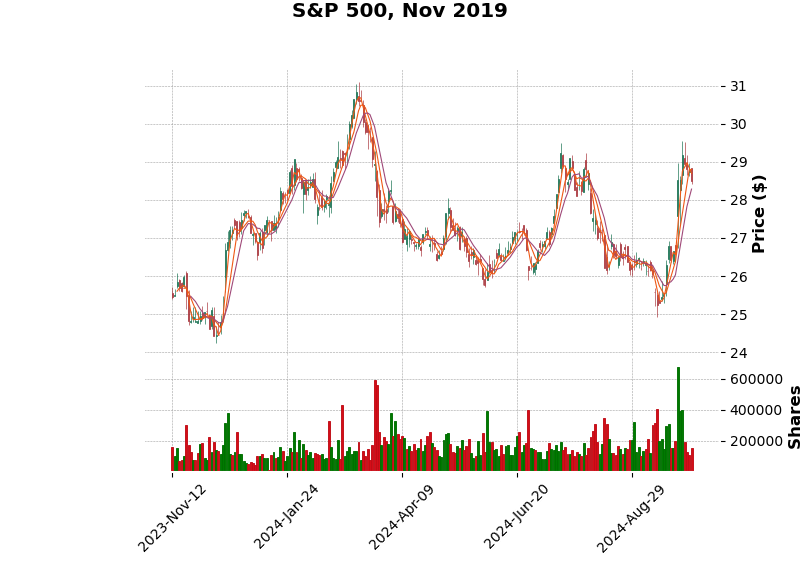 S&P 500, Nov 2019
31
30
29
28
27
26
25
24
Price ($)
600000
400000
200000
Shares
2023-Nov-12
2024-Jan-24
2024-Apr-09
2024-Jun-20
2024-Aug-29